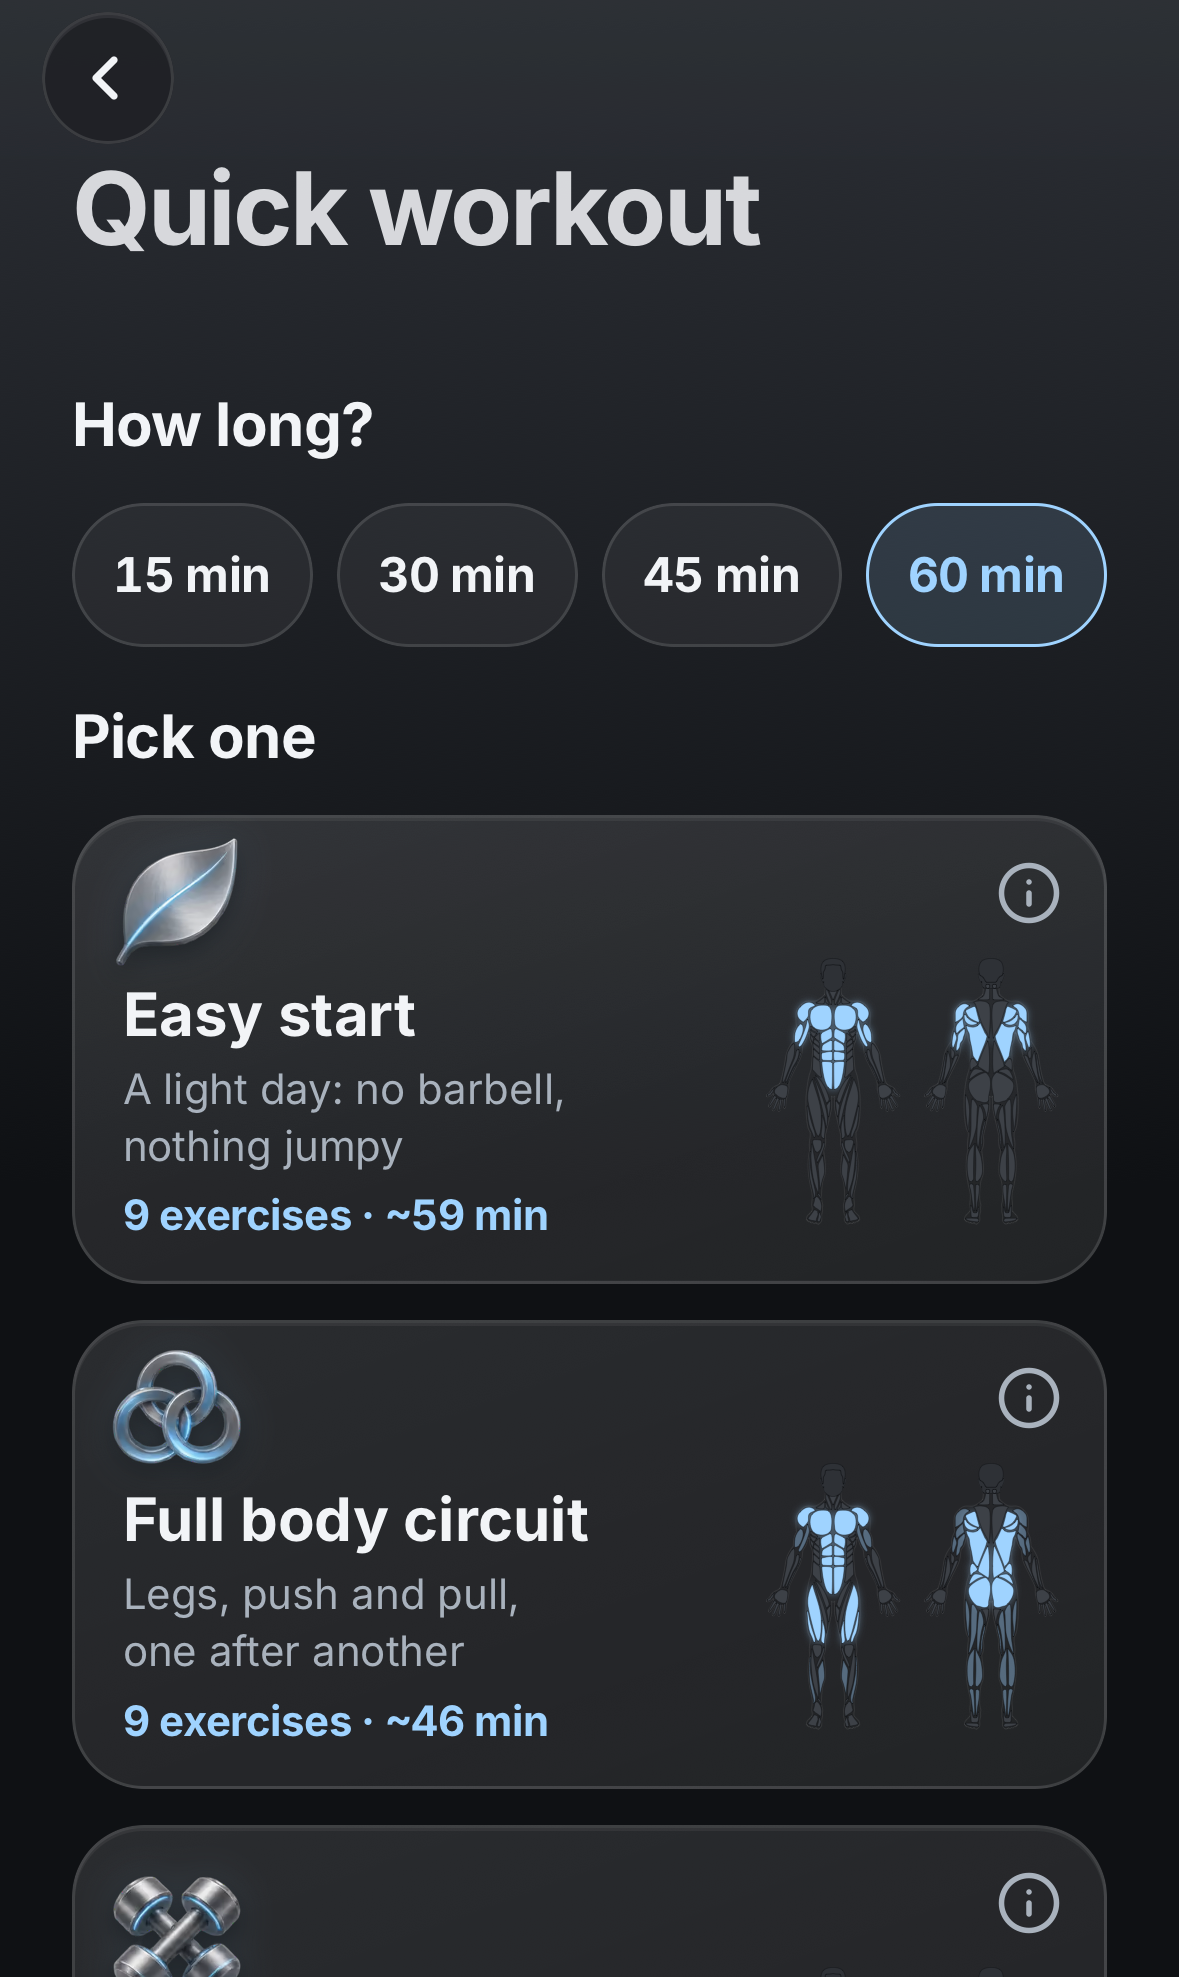 Quick workout
How long?
15 min
30 min
45 min
60 min
Pick one
Easy start
A light day: no barbell,
nothing jumpy
9 exercises · ~59 min
Full body circuit
Legs, push and pull,
one after another
9 exercises · ~46 min